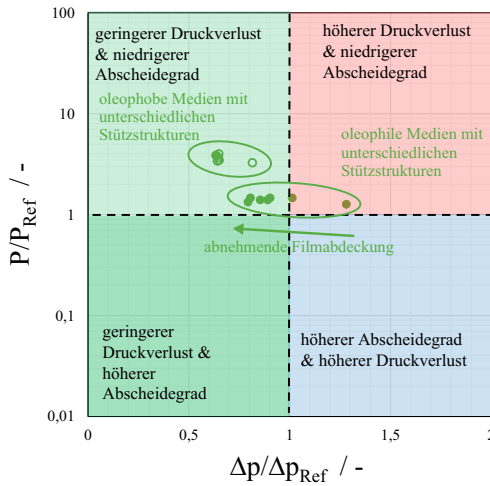 geringerer Druckverlust
& niedrigerer
Abscheidegrad
höherer Druckverlust
& niedrigerer
Abscheidegrad
oleophobe Medien mit
unterschiedlichen
Stützstrukturen
oleophile Medien mit
unterschiedlichen
Stützstrukturen
abnehmende Filmabdeckung
geringerer
Druckverlust &
höherer
Abscheidegrad
höherer Abscheidegrad
& höherer Druckverlust
P/P_Ref / -
100
10
1
0,1
0,01
0
0,5
1
1,5
2
Δp/Δp_Ref / -